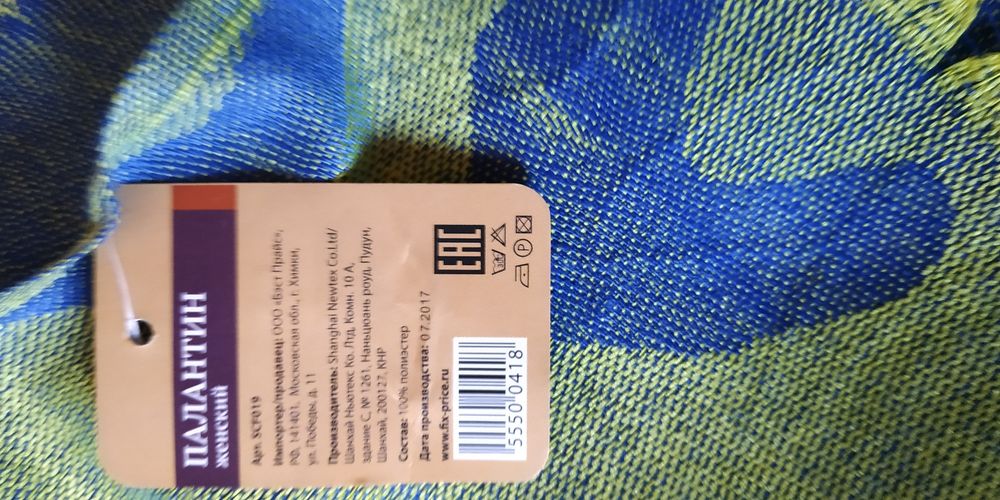 ПАЛАНТИН
женский
Арт. SCF019
Импортер/продавец: ООО «Бэст Прайс»,
РФ, 141401, Московская обл., г. Химки,
ул. Победы, д. 11
Производитель: Shanghai Newtex Co.Ltd/
Шанхай Ньютекс Ко. Лтд, Комн. 10 А,
здание С, № 1261, Наньцюань роуд, Пудун,
Шанхай, 200127, КНР
Состав: 100% полиэстер
Дата производства: 07.2017
www.fix-price.ru
EAC
P
5550 0418